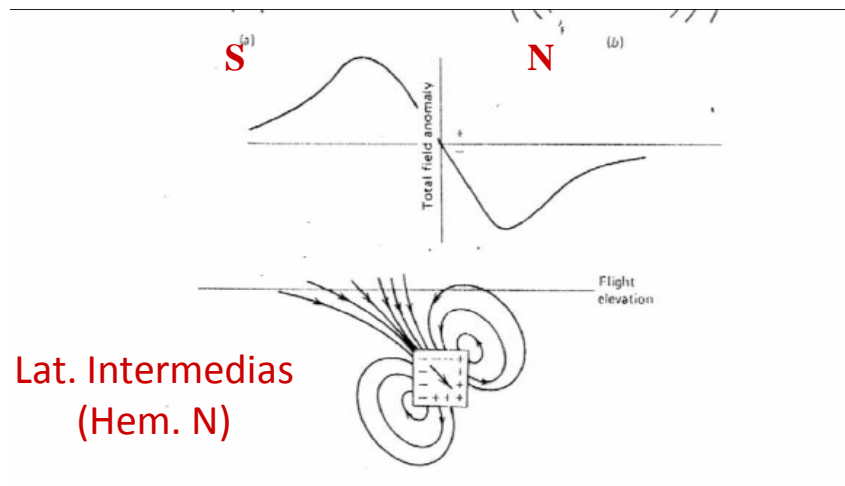 (a)
(b)
S
N
Total field anomaly
+
−
Flight
elevation
− − − − +
− +
− +
− + + +
Lat. Intermedias
(Hem. N)